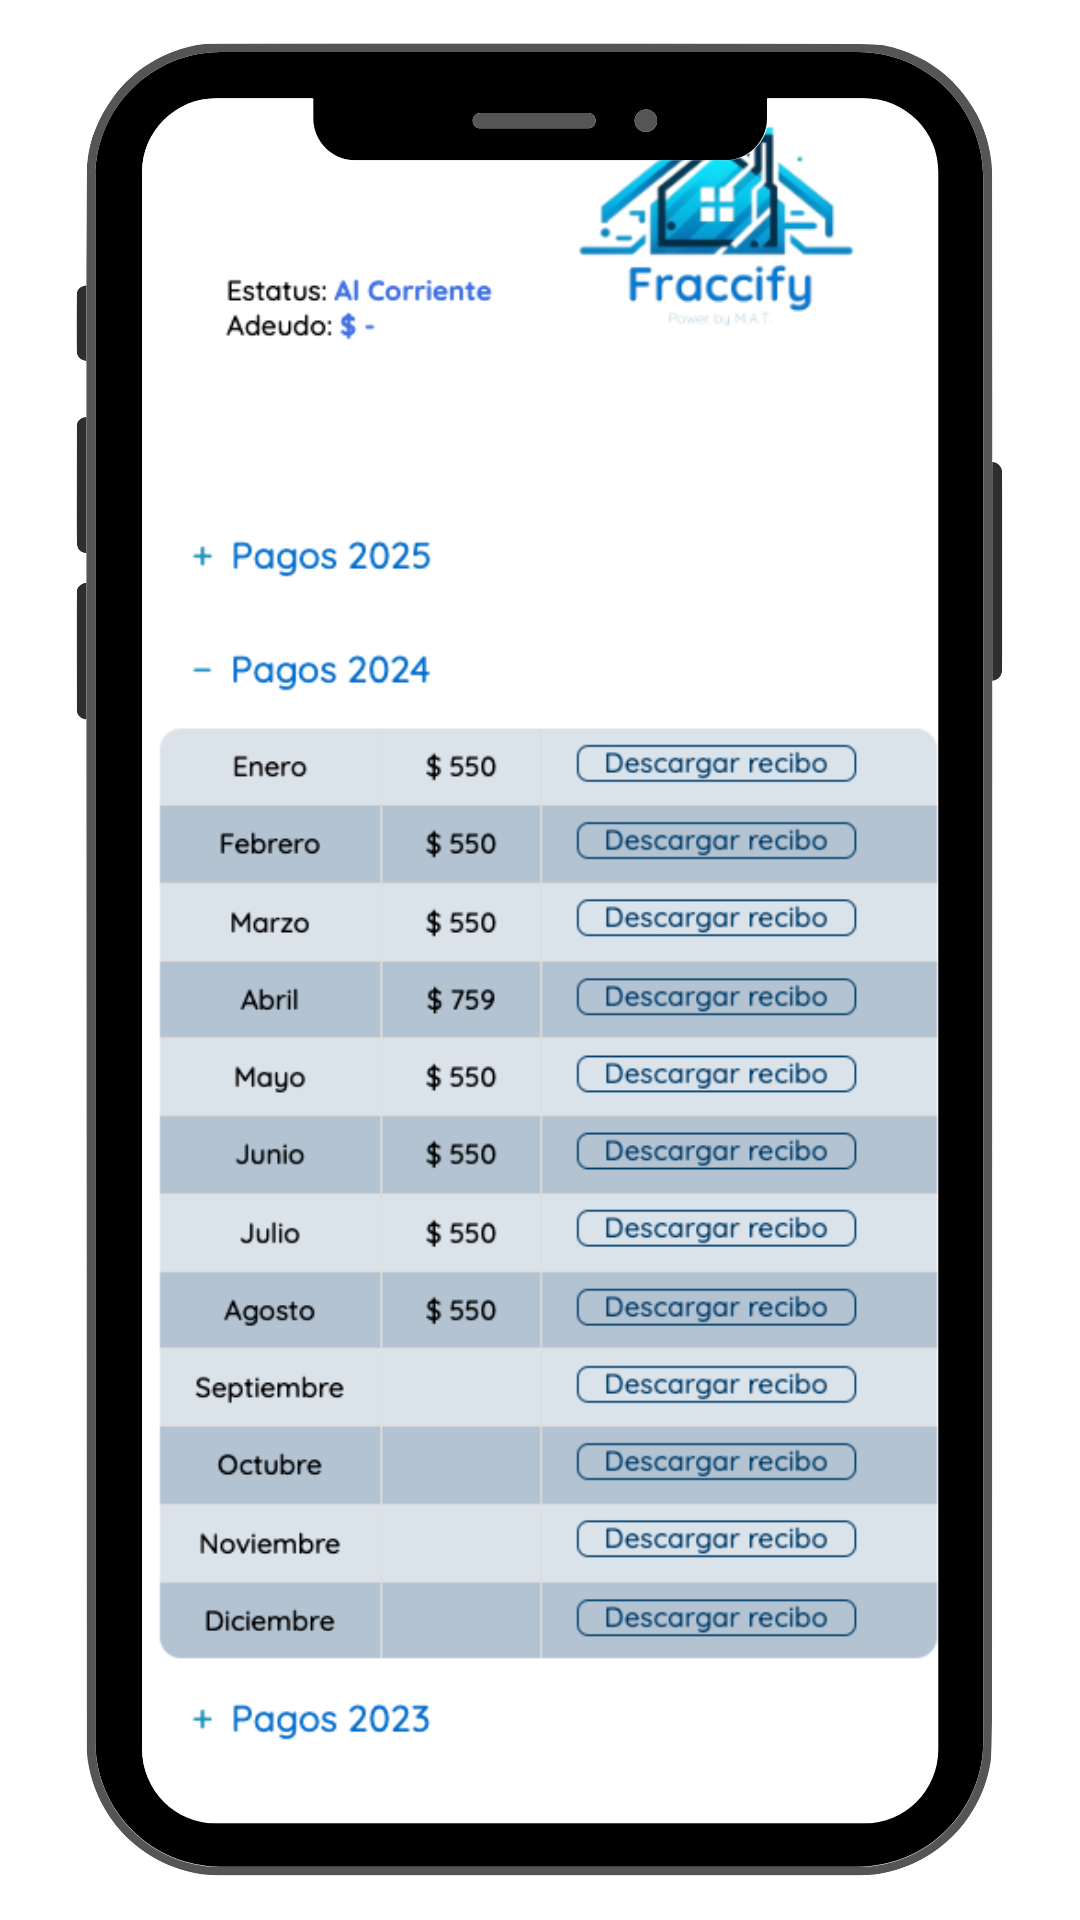 Fraccify
Power by M.A.T.
Estatus: Al Corriente
Adeudo: $ -
+ Pagos 2025
− Pagos 2024
Enero $ 550 Descargar recibo
Febrero $ 550 Descargar recibo
Marzo $ 550 Descargar recibo
Abril $ 759 Descargar recibo
Mayo $ 550 Descargar recibo
Junio $ 550 Descargar recibo
Julio $ 550 Descargar recibo
Agosto $ 550 Descargar recibo
Septiembre Descargar recibo
Octubre Descargar recibo
Noviembre Descargar recibo
Diciembre Descargar recibo
+ Pagos 2023